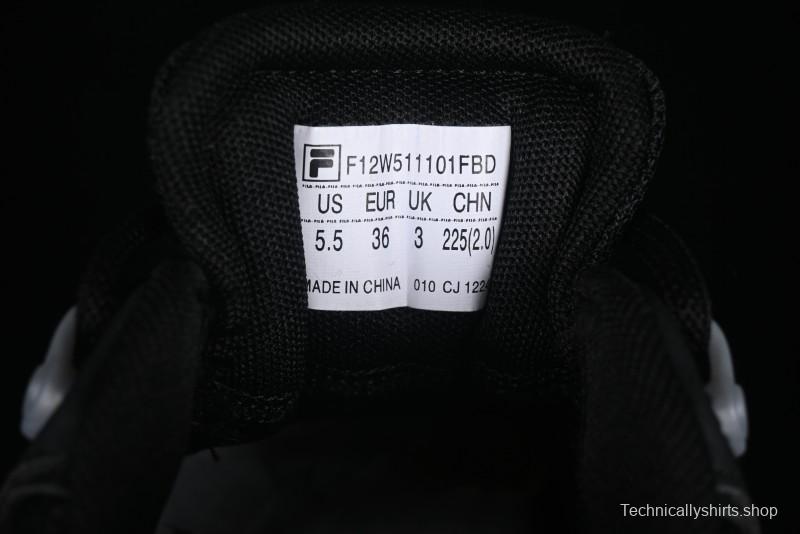 F F12W511101FBD
US EUR UK CHN
5.5 36 3 225(2.0)
MADE IN CHINA 010 CJ 1224
Technicallyshirts.shop